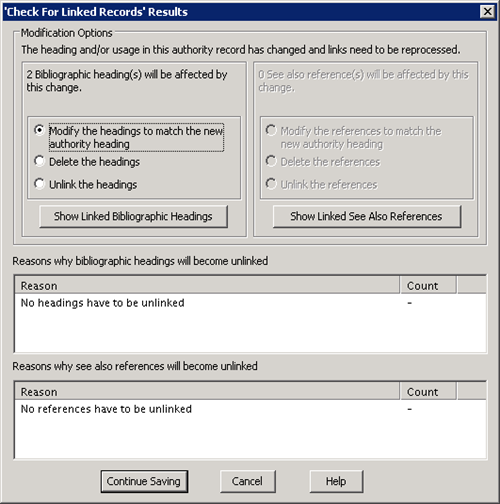 'Check For Linked Records' Results
Modification Options
The heading and/or usage in this authority record has changed and links need to be reprocessed.
2 Bibliographic heading(s) will be affected by
this change.
Modify the headings to match the new
authority heading
Delete the headings
Unlink the headings
Show Linked Bibliographic Headings
0 See also reference(s) will be affected by this
change.
Modify the references to match the
new authority heading
Delete the references
Unlink the references
Show Linked See Also References
Reasons why bibliographic headings will become unlinked
Reason Count
No headings have to be unlinked -
Reasons why see also references will become unlinked
Reason Count
No references have to be unlinked -
Continue Saving Cancel Help